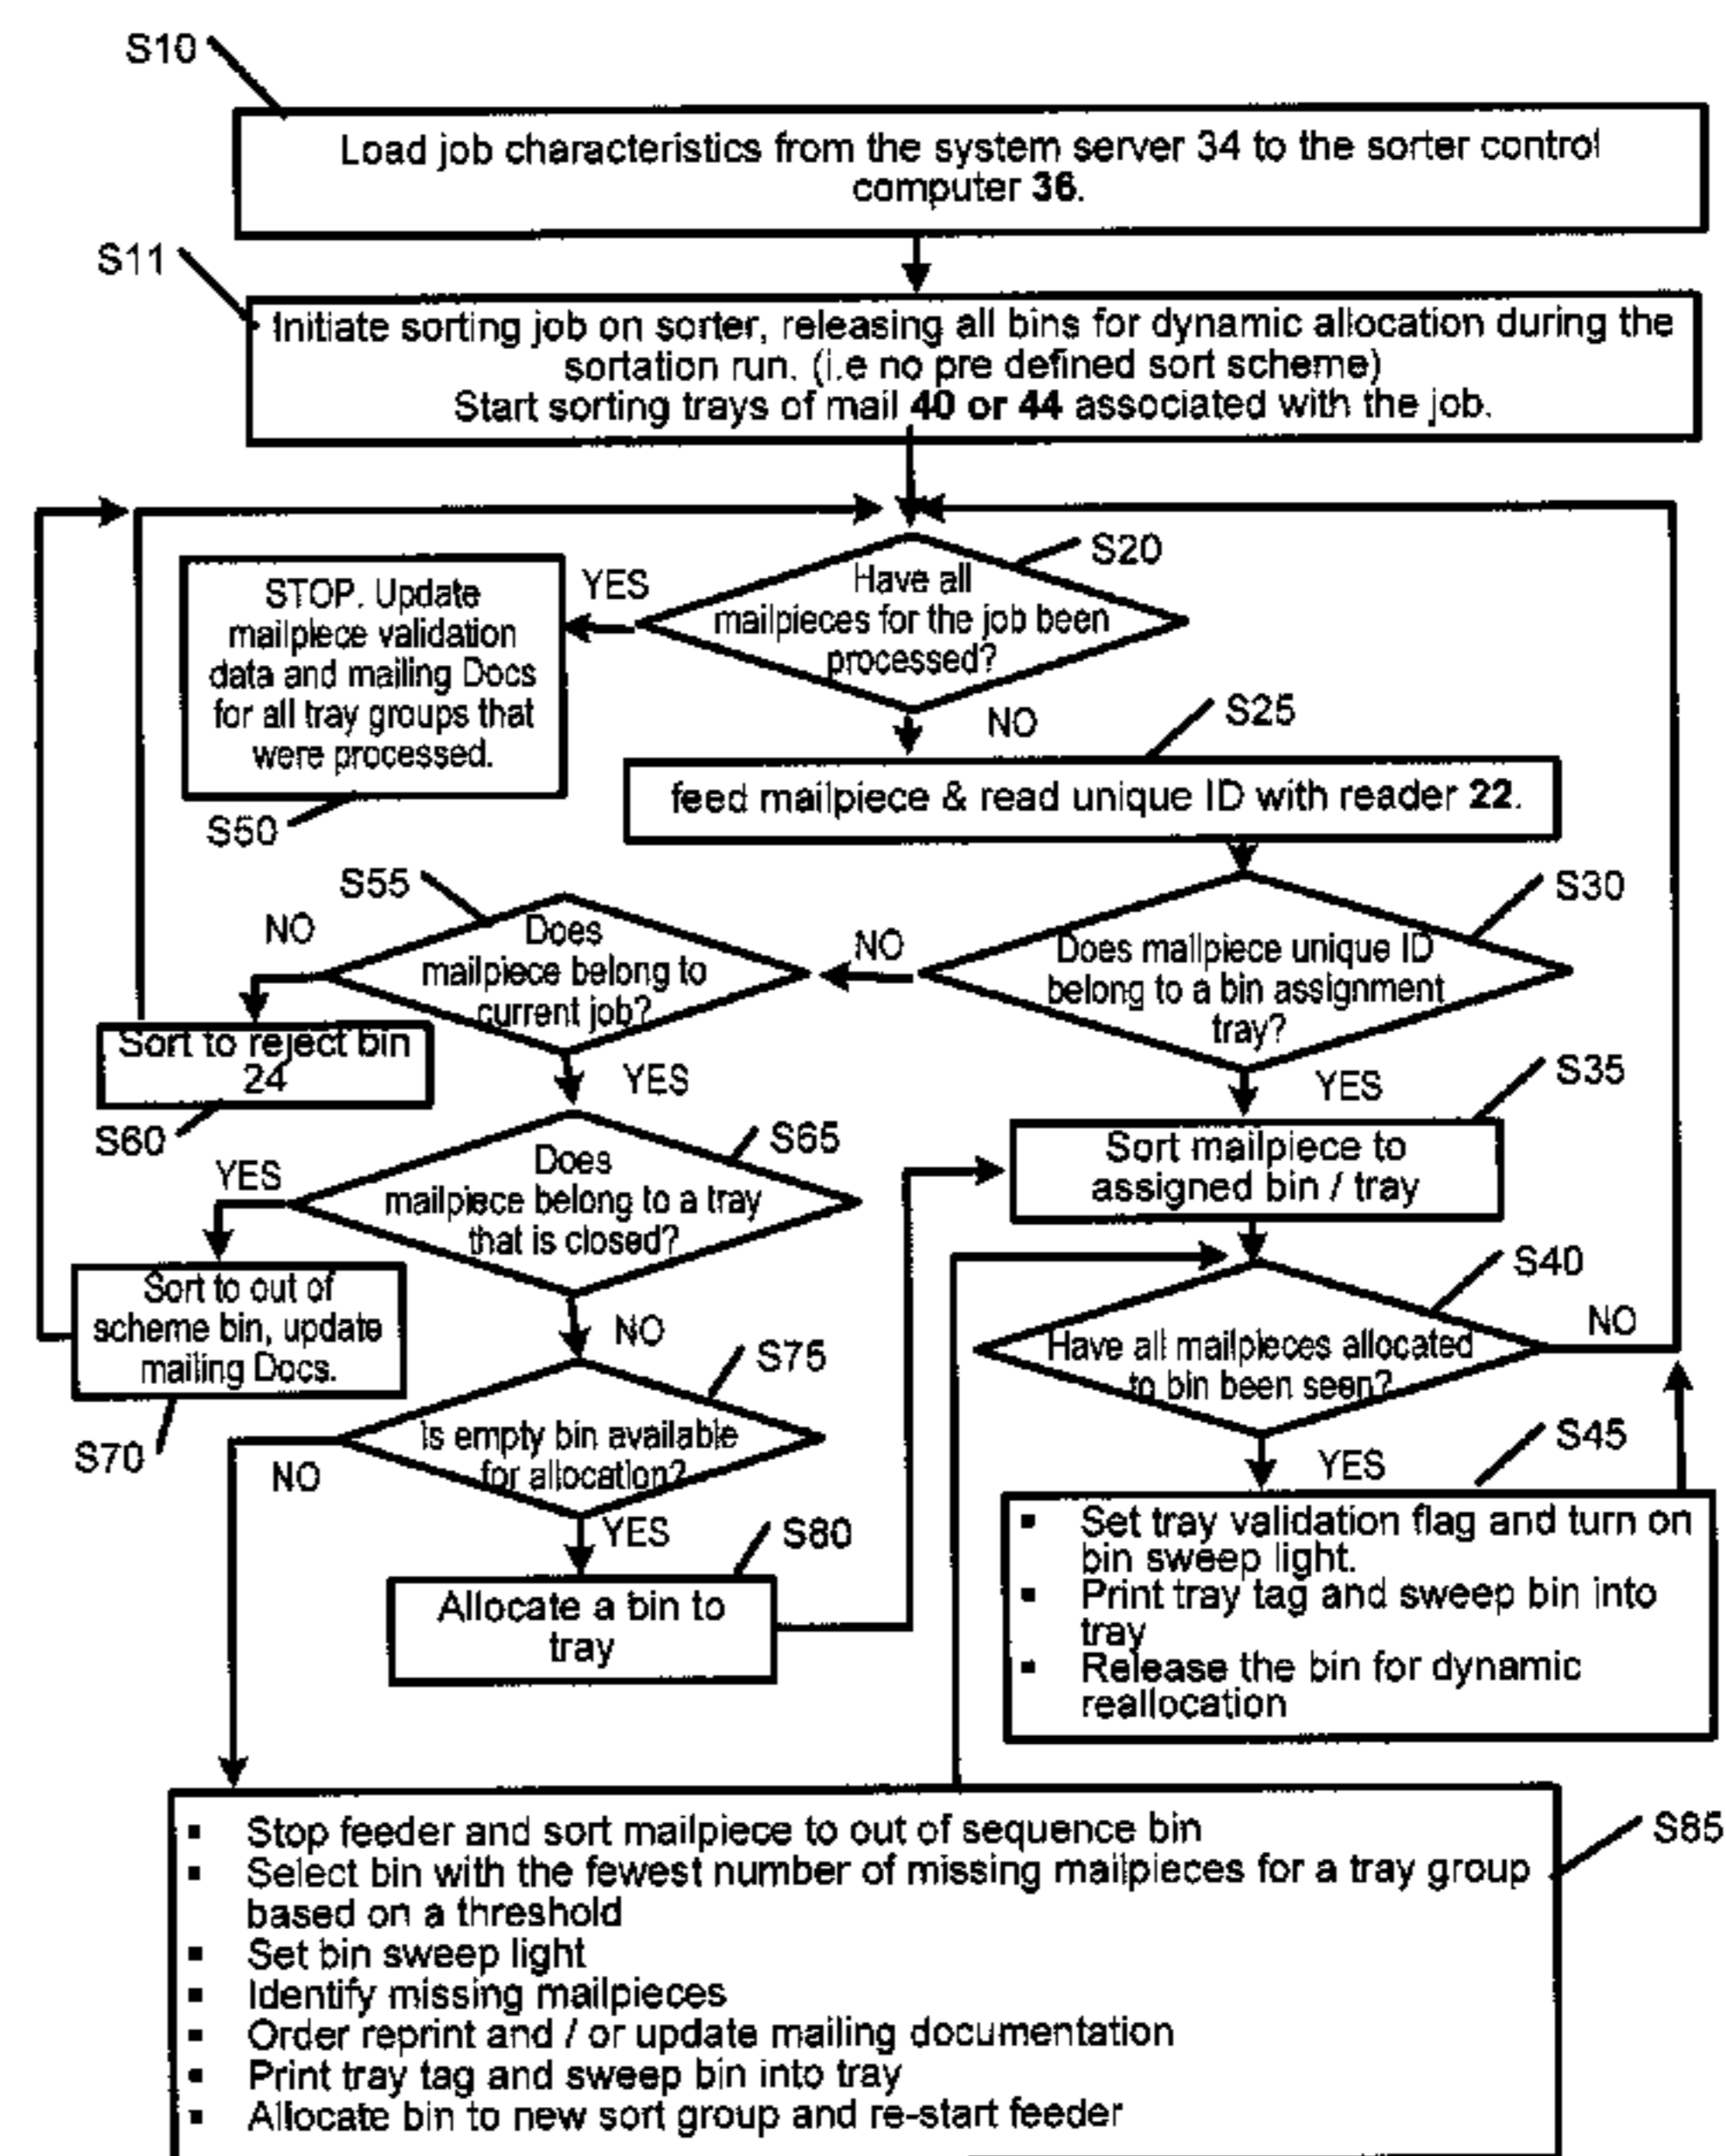 S10
Load job characteristics from the system server 34 to the sorter control
computer 36.
S11
Initiate sorting job on sorter, releasing all bins for dynamic allocation during the
sortation run. (i.e no pre defined sort scheme)
Start sorting trays of mail 40 or 44 associated with the job.
S20
Have all
mailpieces for the job been
processed?
YES
STOP. Update
mailpiece validation
data and mailing Docs
for all tray groups that
were processed.
S50
NO
S25
feed mailpiece & read unique ID with reader 22.
S30
Does mailpiece unique ID
belong to a bin assignment
tray?
NO
S55
Does
mailpiece belong to
current job?
NO
Sort to reject bin
24
S60
YES
YES
S35
Sort mailpiece to
assigned bin / tray
S65
Does
mailpiece belong to a tray
that is closed?
YES
Sort to out of
scheme bin, update
mailing Docs.
S70
NO
S40
Have all mailpieces allocated
to bin been seen?
NO
S75
Is empty bin available
for allocation?
NO
YES
S80
Allocate a bin to
tray
YES
S45
▪ Set tray validation flag and turn on
bin sweep light.
▪ Print tray tag and sweep bin into
tray
▪ Release the bin for dynamic
reallocation
S85
▪ Stop feeder and sort mailpiece to out of sequence bin
▪ Select bin with the fewest number of missing mailpieces for a tray group
based on a threshold
▪ Set bin sweep light
▪ Identify missing mailpieces
▪ Order reprint and / or update mailing documentation
▪ Print tray tag and sweep bin into tray
▪ Allocate bin to new sort group and re-start feeder